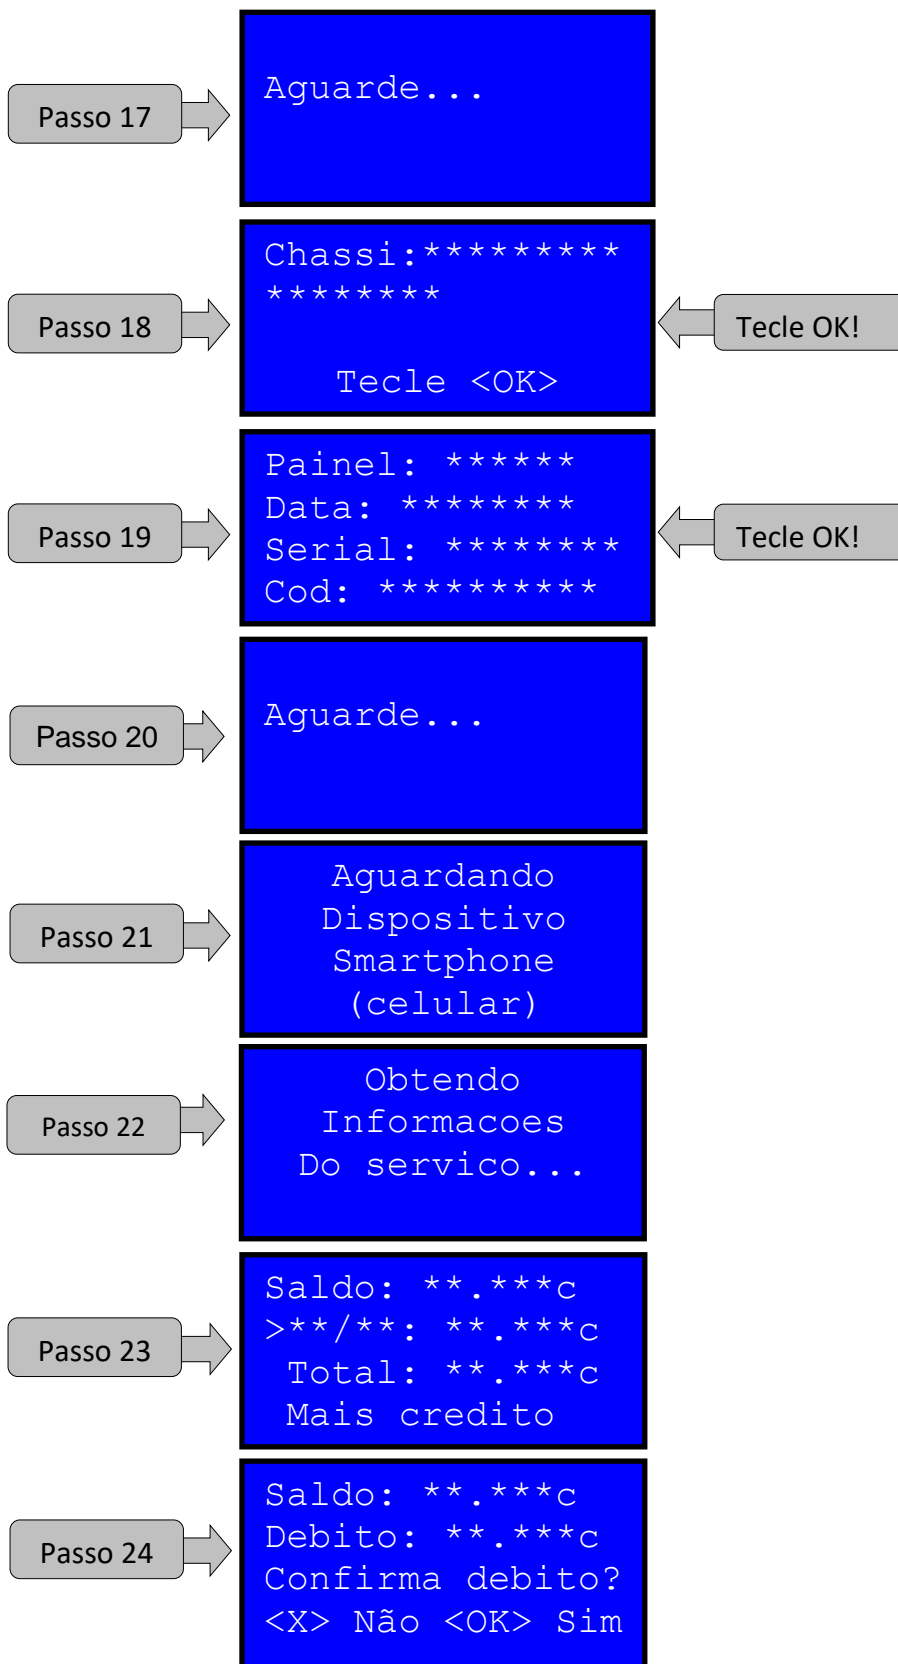 Passo 17
Aguarde...
Passo 18
Chassi:*********
********
Tecle <OK>
Tecle OK!
Passo 19
Painel: ******
Data: ********
Serial: ********
Cod: **********
Tecle OK!
Passo 20
Aguarde...
Passo 21
Aguardando
Dispositivo
Smartphone
(celular)
Passo 22
Obtendo
Informacoes
Do servico...
Passo 23
Saldo: **.***c
>**/**: **.***c
Total: **.***c
Mais credito
Passo 24
Saldo: **.***c
Debito: **.***c
Confirma debito?
<X> Não <OK> Sim